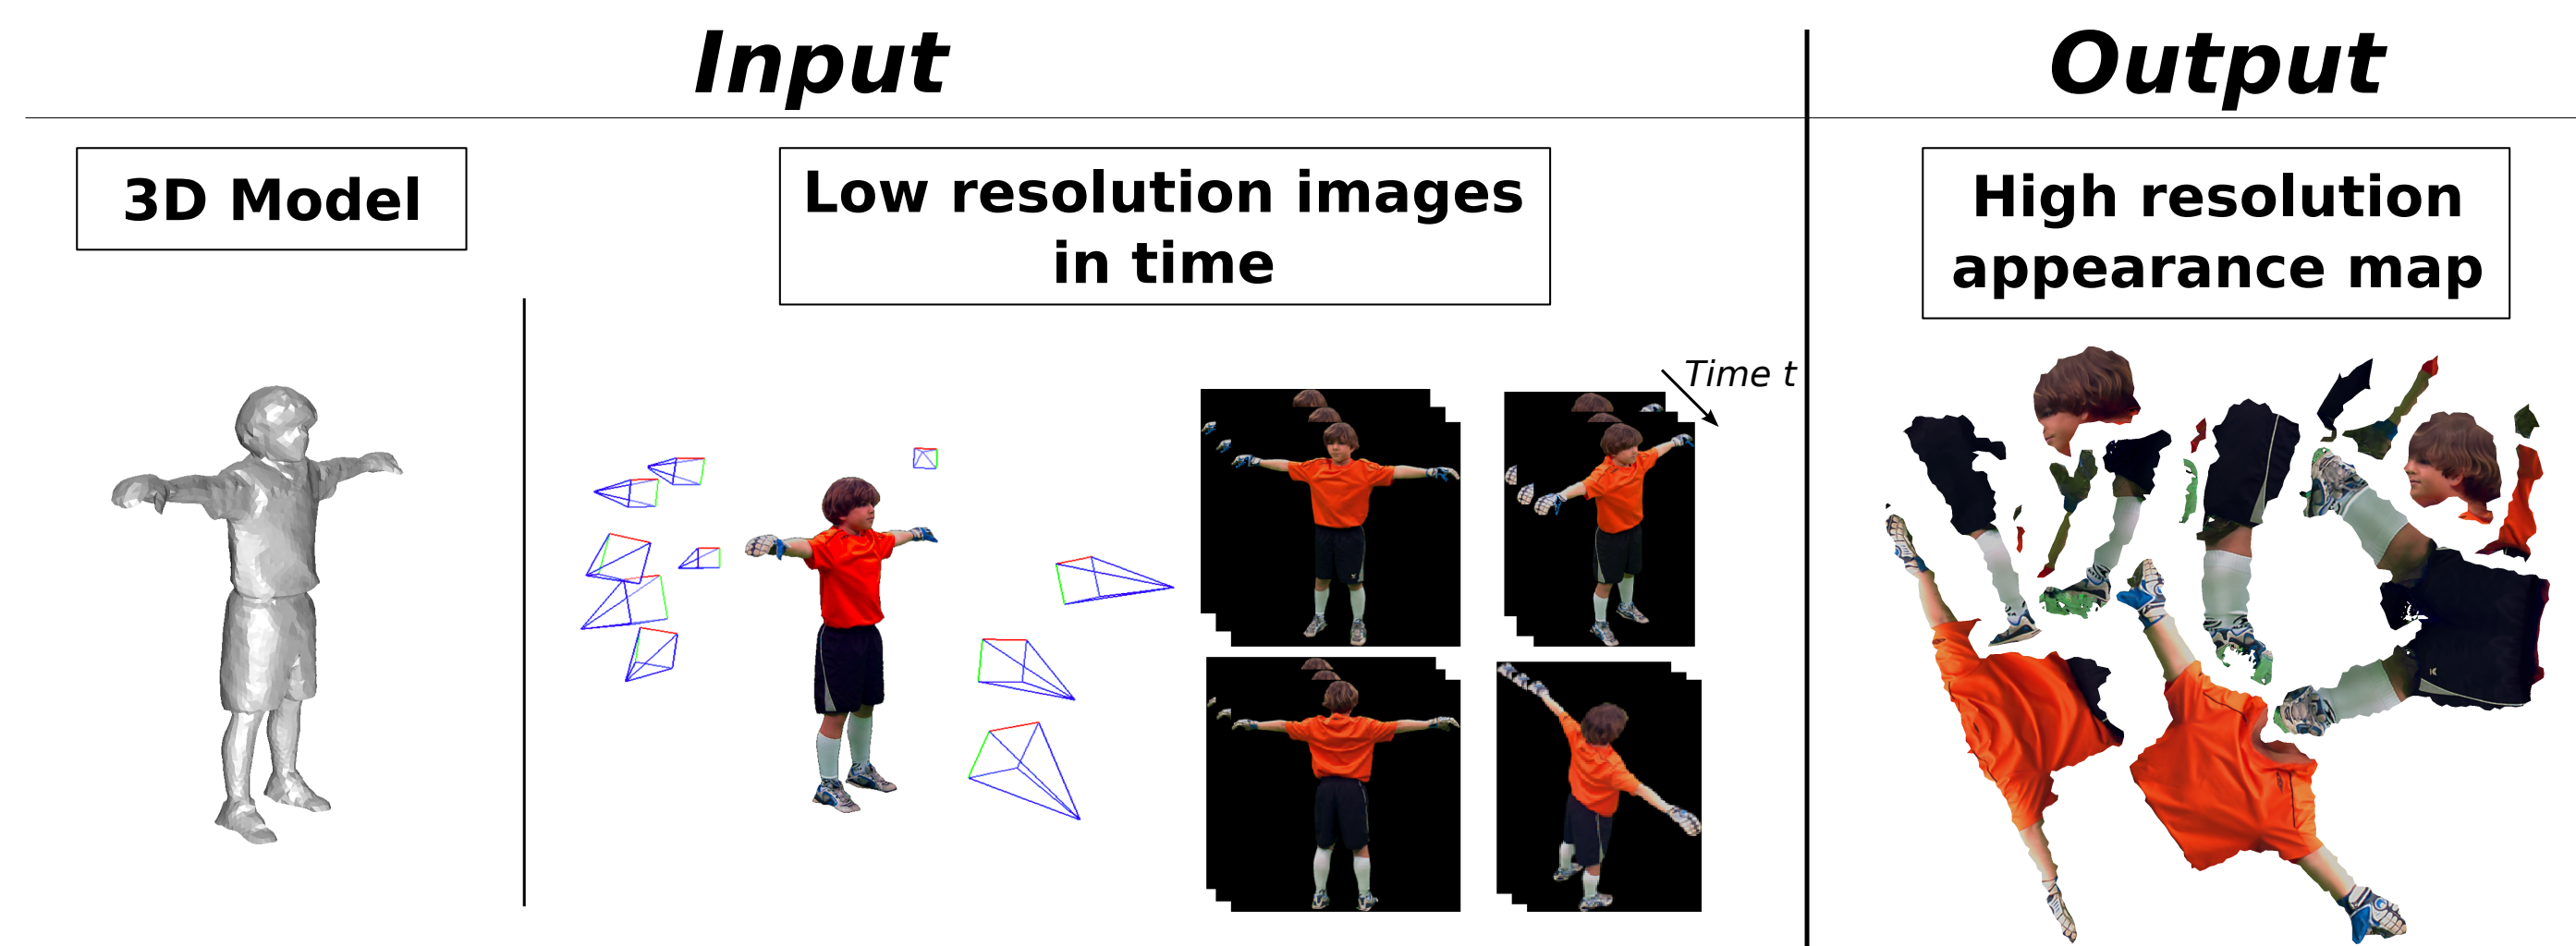 Input
Output
3D Model
Low resolution images
in time
High resolution
appearance map
Time t